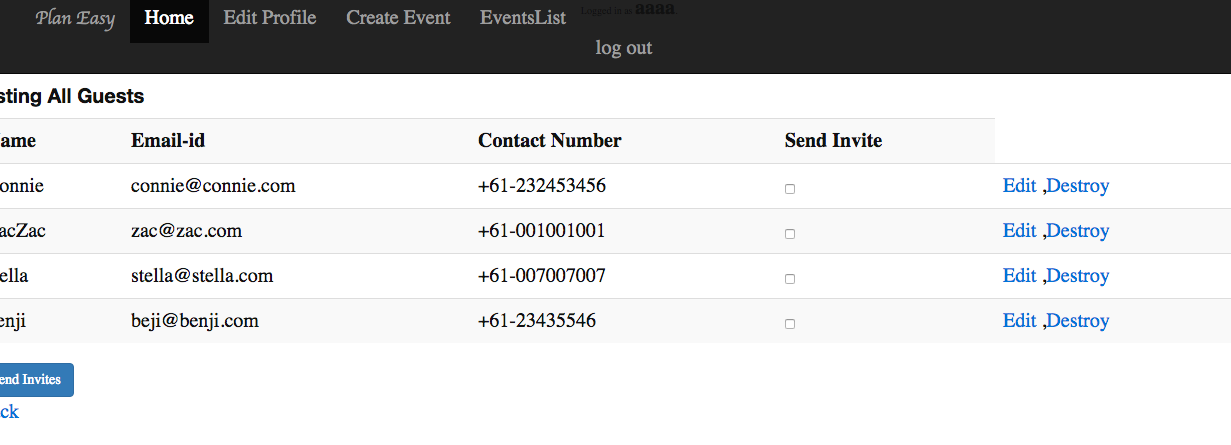 Plan Easy Home Edit Profile Create Event EventsList Logged in as aaaa.
log out
sting All Guests
ame Email-id Contact Number Send Invite
onnie connie@connie.com +61-232453456 Edit ,Destroy
acZac zac@zac.com +61-001001001 Edit ,Destroy
ella stella@stella.com +61-007007007 Edit ,Destroy
enji beji@benji.com +61-23435546 Edit ,Destroy
end Invites
ck